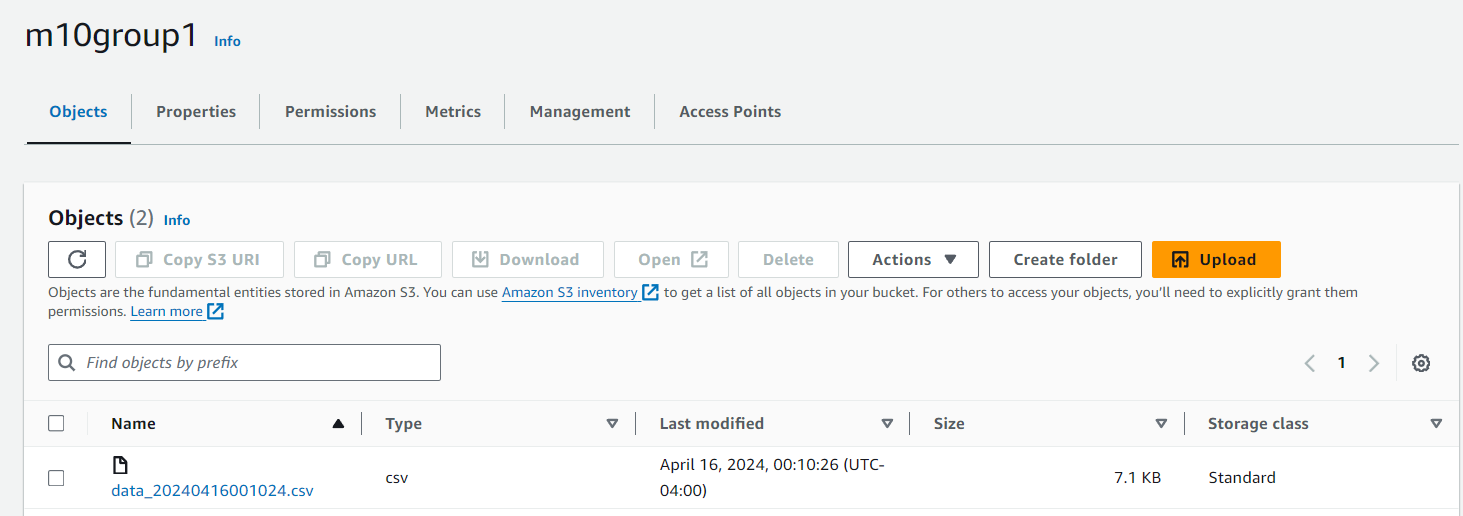 m10group1 Info
Objects Properties Permissions Metrics Management Access Points
Objects (2) Info
Copy S3 URI Copy URL Download Open Delete Actions Create folder Upload
Objects are the fundamental entities stored in Amazon S3. You can use Amazon S3 inventory to get a list of all objects in your bucket. For others to access your objects, you'll need to explicitly grant them
permissions. Learn more
Find objects by prefix 1
Name Type Last modified Size Storage class
data_20240416001024.csv csv April 16, 2024, 00:10:26 (UTC-
04:00) 7.1 KB Standard